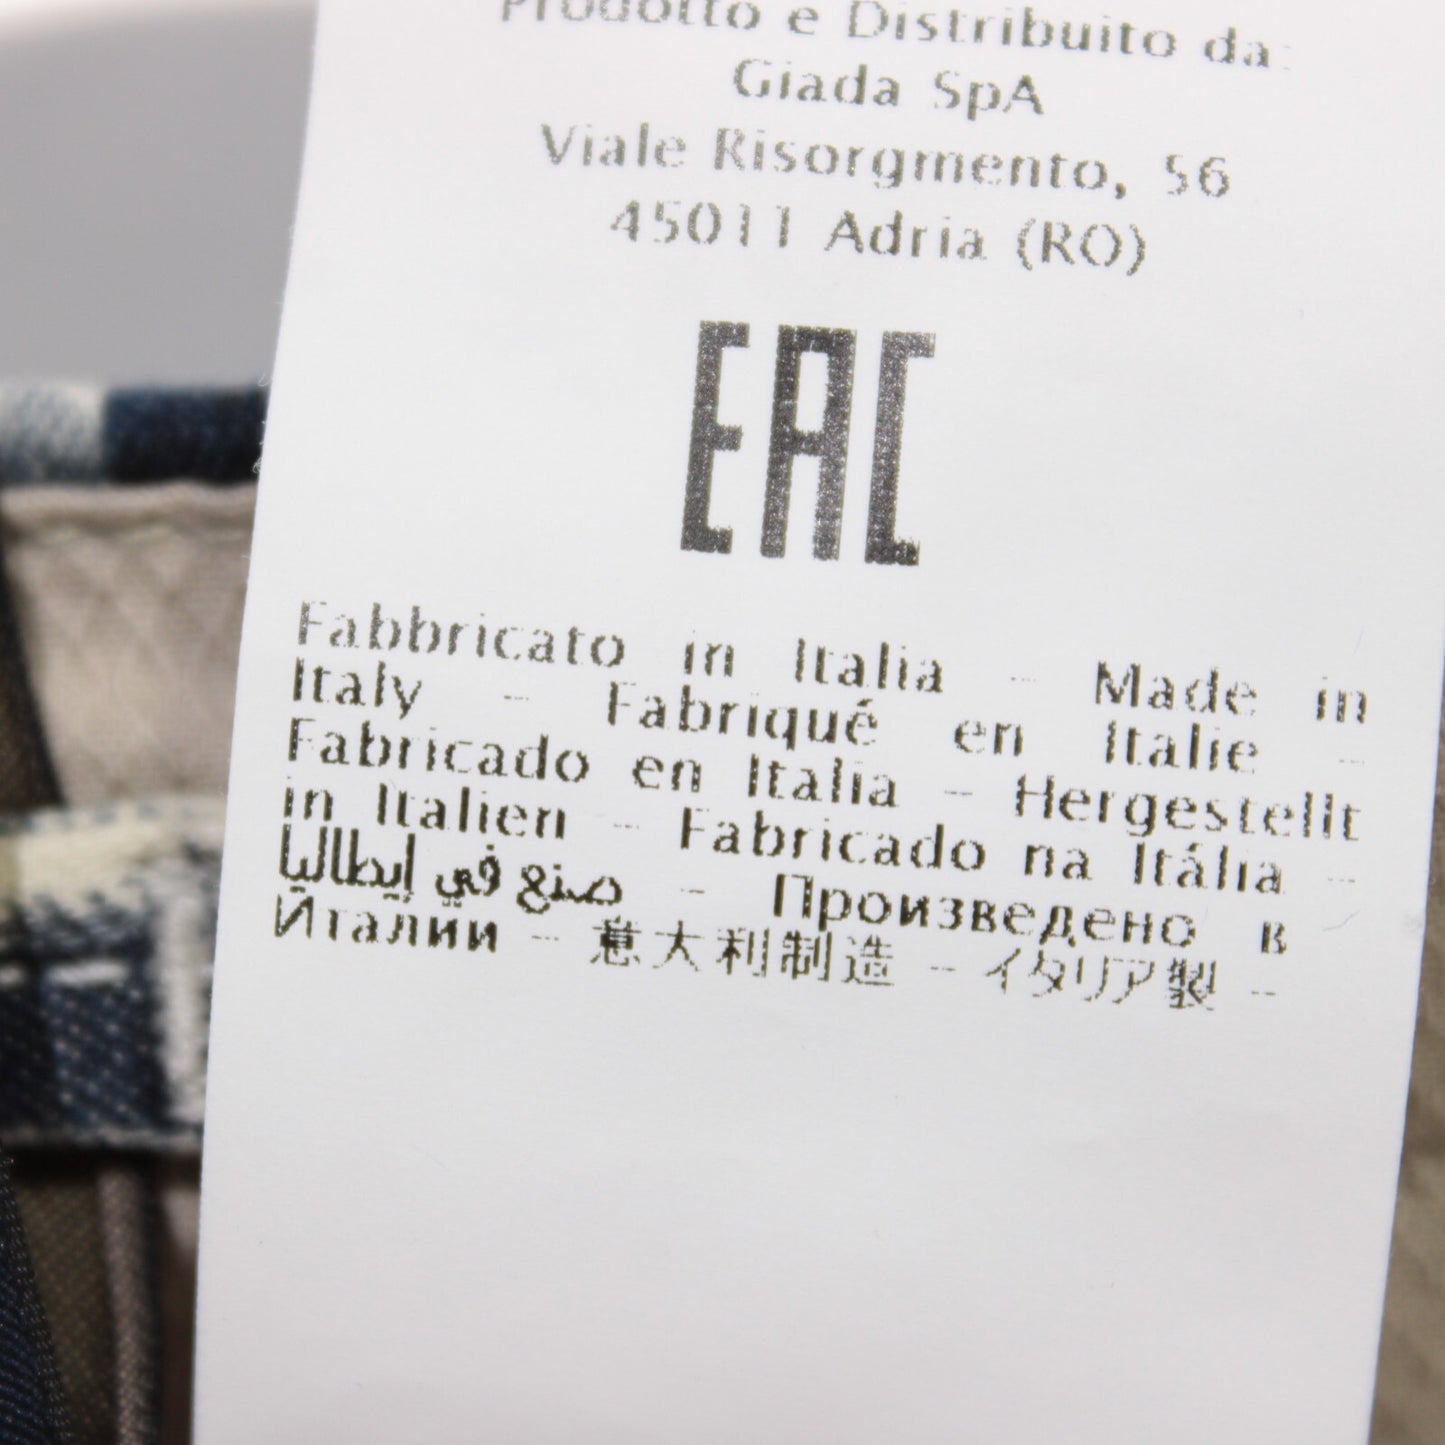 Prodotto e Distribuito da:
Giada SpA
Viale Risorgmento, 56
45011 Adria (RO)
EAC
Fabbricato in Italia - Made in
Italy - Fabriqué en Italie -
Fabricado en Italia - Hergestellt
in Italien - Fabricado na Itália -
صنع في إيطاليا - Произведено в
Италии - 意大利制造 - イタリア製 -